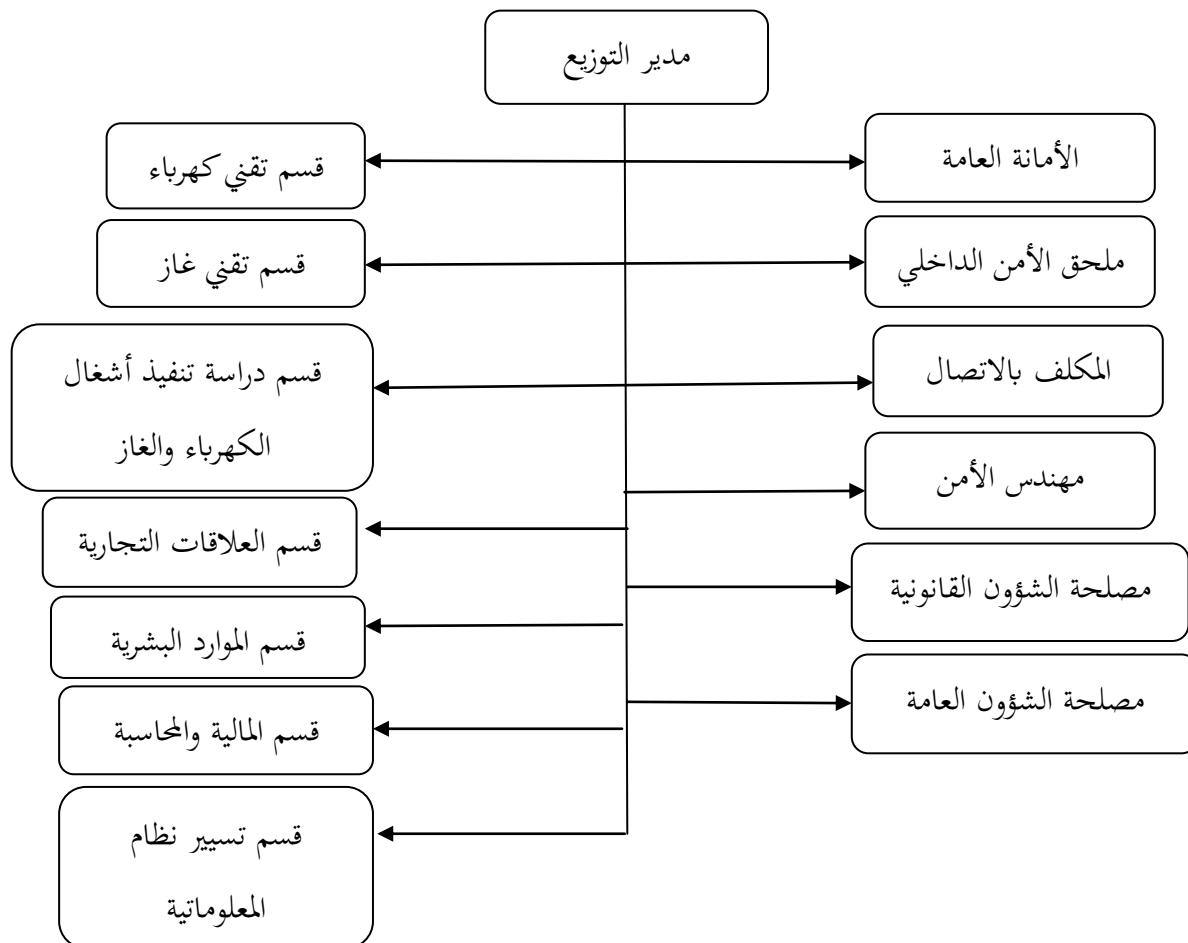 مدير التوزيع
الأمانة العامة
قسم تقني كهرباء
ملحق الأمن الداخلي
قسم تقني غاز
المكلف بالاتصال
قسم دراسة تنفيذ أشغال
الكهرباء والغاز
مهندس الأمن
قسم العلاقات التجارية
مصلحة الشؤون القانونية
قسم الموارد البشرية
مصلحة الشؤون العامة
قسم المالية والمحاسبة
قسم تسيير نظام
المعلوماتية